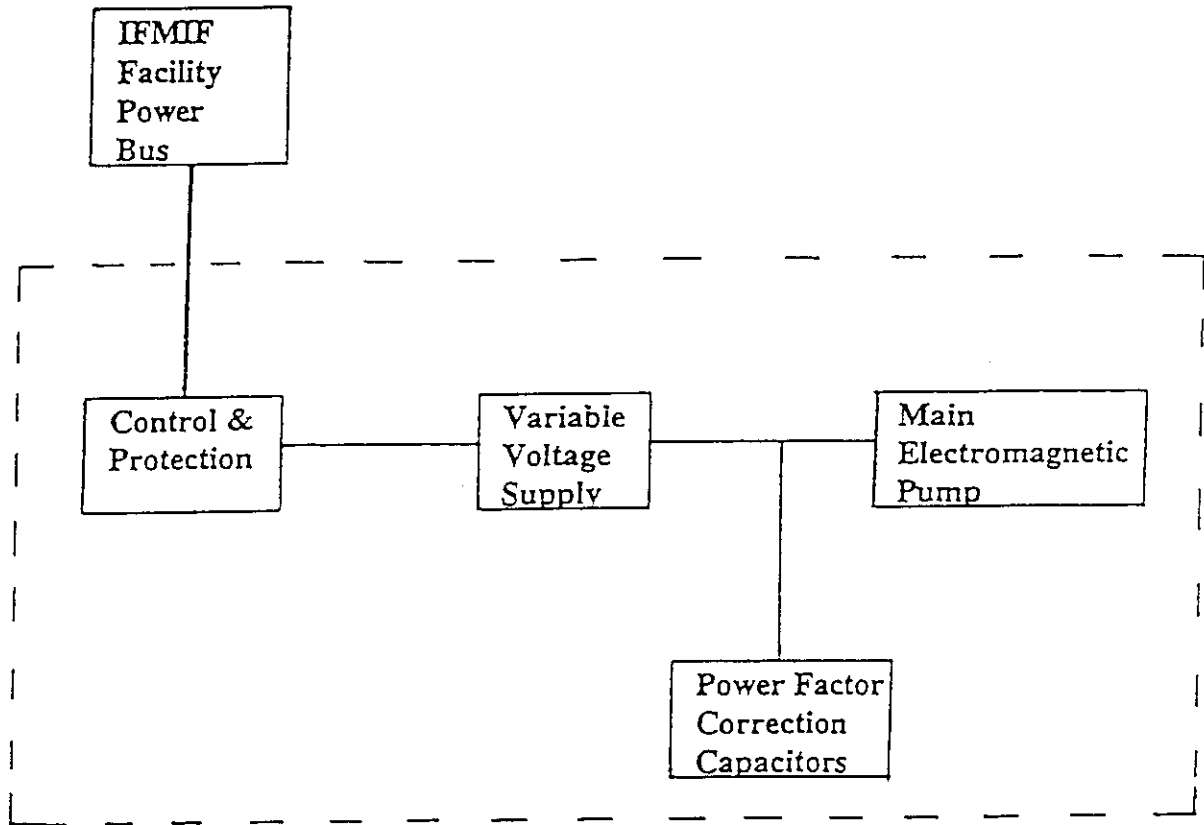 IFMIF
Facility
Power
Bus
Control &
Protection
Variable
Voltage
Supply
Main
Electromagnetic
Pump
Power Factor
Correction
Capacitors